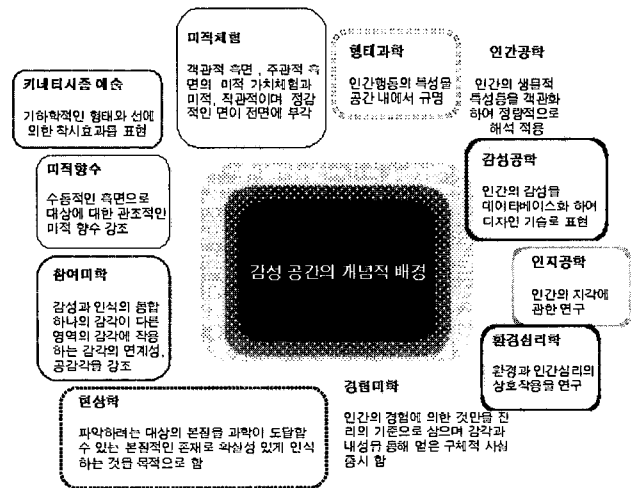 미적체험
객관적 측면, 주관적 측
면의 미적 가치체험과
미적, 직관적이며 정감
적인 면이 전면에 부각
형태과학
인간행동의 특성을
공간 내에서 규명
인간공학
인간의 생물적
특성들을 객관화
하여 정량적으로
해석 적용
키네티시즘 예술
기하학적인 형태와 선에
의한 착시효과를 표현
감성공학
인간의 감성을
데이타베이스화 하여
디자인 기술로 표현
미적향수
수동적인 측면으로
대상에 대한 관조적인
미적 향수 강조
감성 공간의 개념적 배경
인지공학
인간의 지각에
관한 연구
참여미학
감성과 인식의 통합
하나의 감각이 다른
영역의 감각에 작용
하는 감각의 연계성,
공감각을 강조
환경심리학
환경과 인간심리의
상호작용을 연구
현상학
파악하려는 대상의 본질을 과학이 도달할
수 있는 본질적인 존재로 확실성 있게 인식
하는 것을 목적으로 함
경험미학
인간의 경험에 의한 것만을 진
리의 기준으로 삼으며 감각과
내성을 통해 얻은 구체적 사실
중시 함